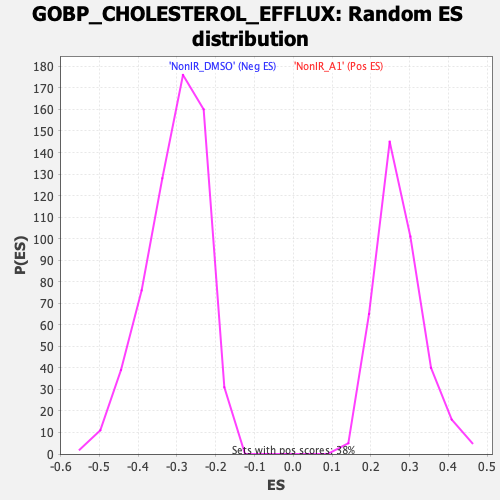 GOBP_CHOLESTEROL_EFFLUX: Random ES
distribution
'NonIR_DMSO' (Neg ES) 'NonIR_A1' (Pos ES)
P(ES)
180
170
160
150
140
130
120
110
100
90
80
70
60
50
40
30
20
10
0
Sets with pos scores: 38%
-0.6 -0.5 -0.4 -0.3 -0.2 -0.1 0.0 0.1 0.2 0.3 0.4 0.5
ES